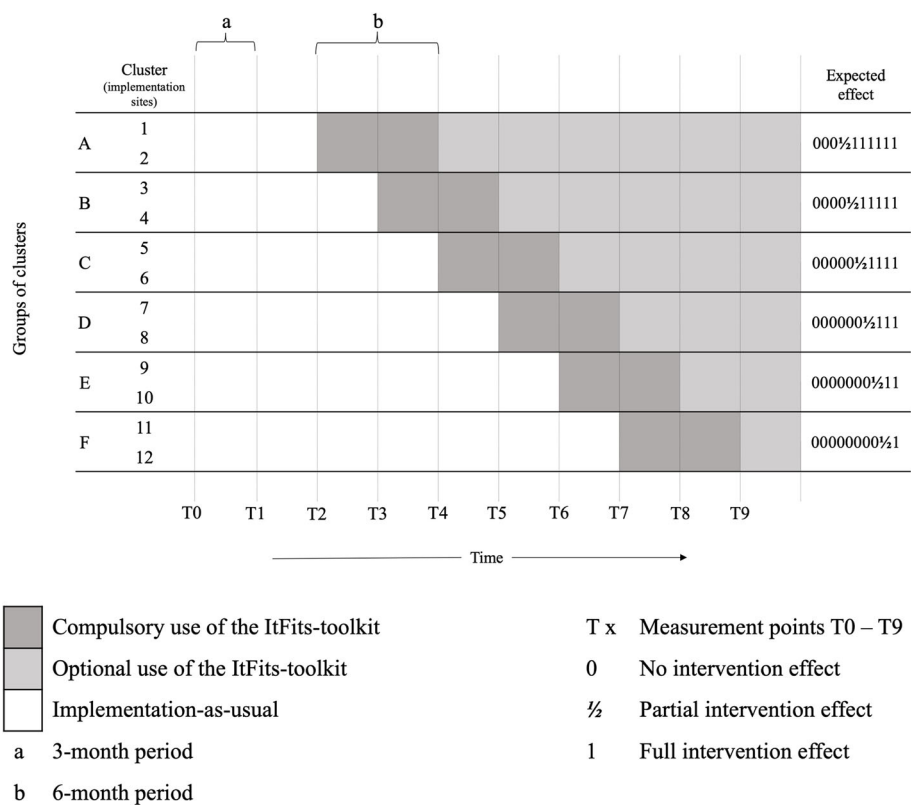 a
b
Cluster
(implementation
sites)
Expected
effect
Groups of clusters
A
1
2
000½111111
B
3
4
0000½11111
C
5
6
00000½1111
D
7
8
000000½111
E
9
10
0000000½11
F
11
12
00000000½1
T0 T1 T2 T3 T4 T5 T6 T7 T8 T9
Time
Compulsory use of the ItFits-toolkit
Optional use of the ItFits-toolkit
Implementation-as-usual
a 3-month period
b 6-month period
T x Measurement points T0 – T9
0 No intervention effect
½ Partial intervention effect
1 Full intervention effect